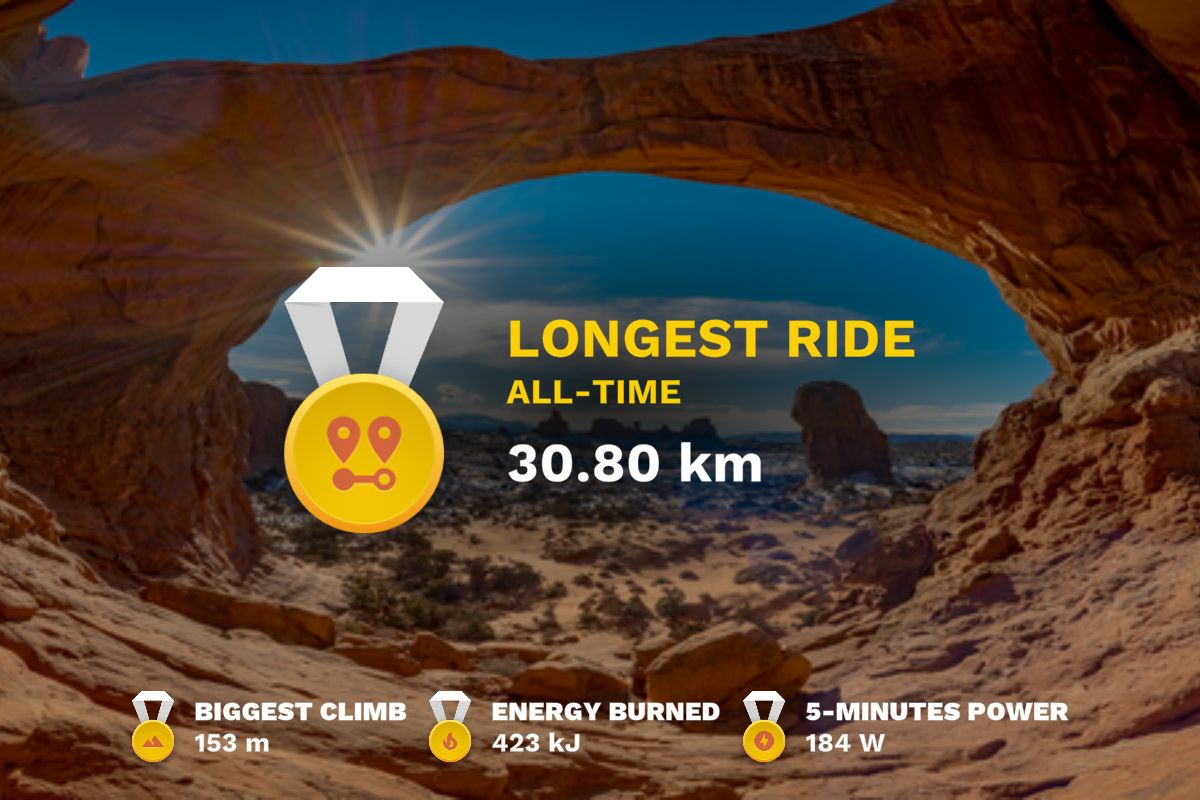 LONGEST RIDE
ALL-TIME
30.80 km
BIGGEST CLIMB
153 m
ENERGY BURNED
423 kJ
5-MINUTES POWER
184 W